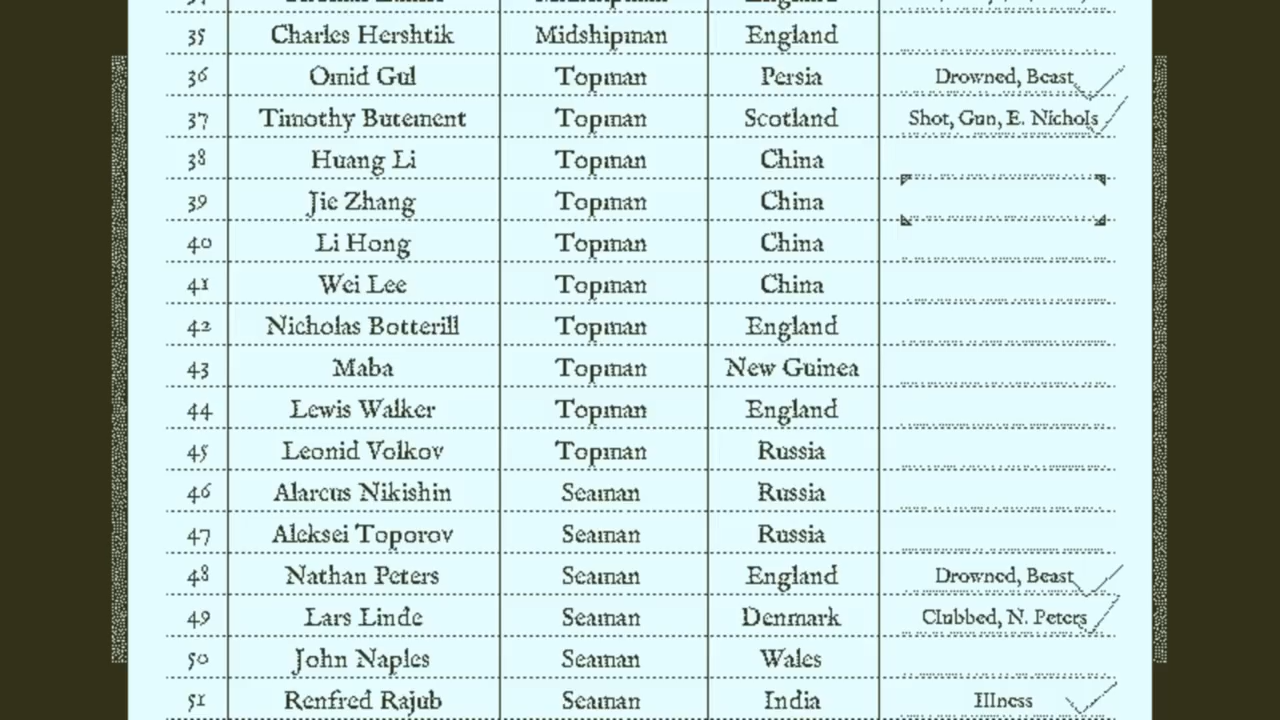 35 Charles Hershtik Midshipman England
36 Omid Gul Topman Persia Drowned, Beast
37 Timothy Butement Topman Scotland Shot, Gun, E. Nichols
38 Huang Li Topman China
39 Jie Zhang Topman China
40 Li Hong Topman China
41 Wei Lee Topman China
42 Nicholas Botterill Topman England
43 Maba Topman New Guinea
44 Lewis Walker Topman England
45 Leonid Volkov Topman Russia
46 Alarcus Nikishin Seaman Russia
47 Aleksei Toporov Seaman Russia
48 Nathan Peters Seaman England Drowned, Beast
49 Lars Linde Seaman Denmark Clubbed, N. Peters
50 John Naples Seaman Wales
51 Renfred Rajub Seaman India Illness